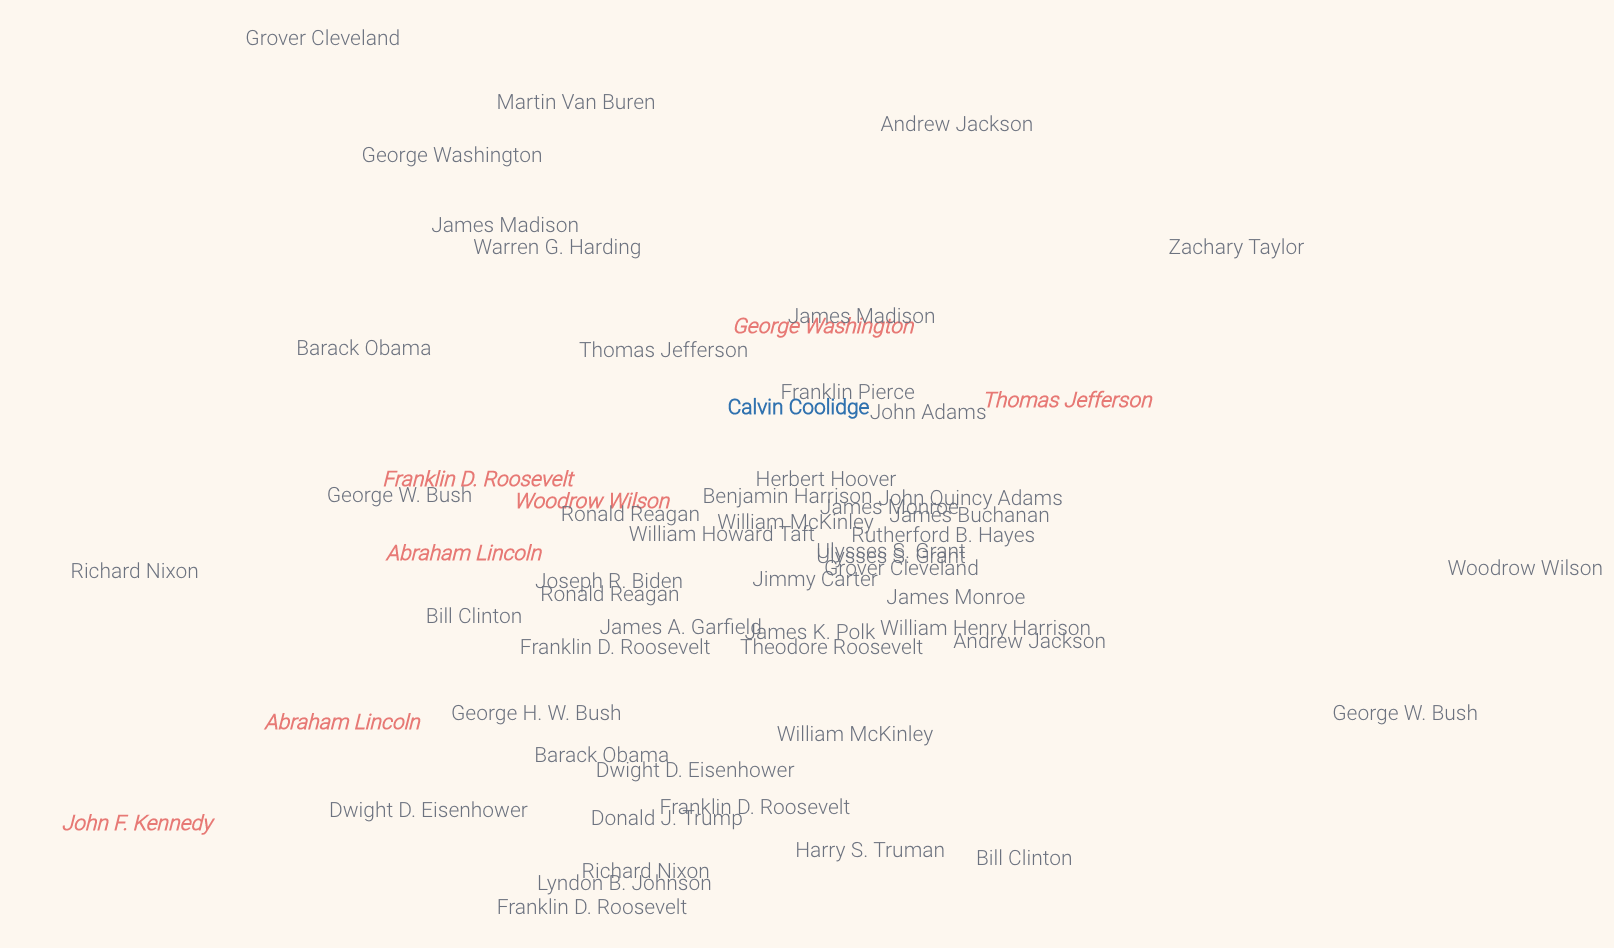 Grover Cleveland
Martin Van Buren
Andrew Jackson
George Washington
James Madison
Warren G. Harding
Zachary Taylor
James Madison
George Washington
Barack Obama
Thomas Jefferson
Franklin Pierce
Thomas Jefferson
Calvin Coolidge
John Adams
Franklin D. Roosevelt
Herbert Hoover
George W. Bush
Benjamin Harrison
John Quincy Adams
Woodrow Wilson
James Monroe
Ronald Reagan
James Buchanan
William McKinley
William Howard Taft
Rutherford B. Hayes
Abraham Lincoln
Ulysses S. Grant
Ulysses S. Grant
Grover Cleveland
Woodrow Wilson
Richard Nixon
Joseph R. Biden
Jimmy Carter
Ronald Reagan
James Monroe
Bill Clinton
James A. Garfield
James K. Polk
William Henry Harrison
Andrew Jackson
Franklin D. Roosevelt
Theodore Roosevelt
George H. W. Bush
George W. Bush
Abraham Lincoln
William McKinley
Barack Obama
Dwight D. Eisenhower
Franklin D. Roosevelt
Dwight D. Eisenhower
Donald J. Trump
John F. Kennedy
Harry S. Truman
Bill Clinton
Richard Nixon
Lyndon B. Johnson
Franklin D. Roosevelt